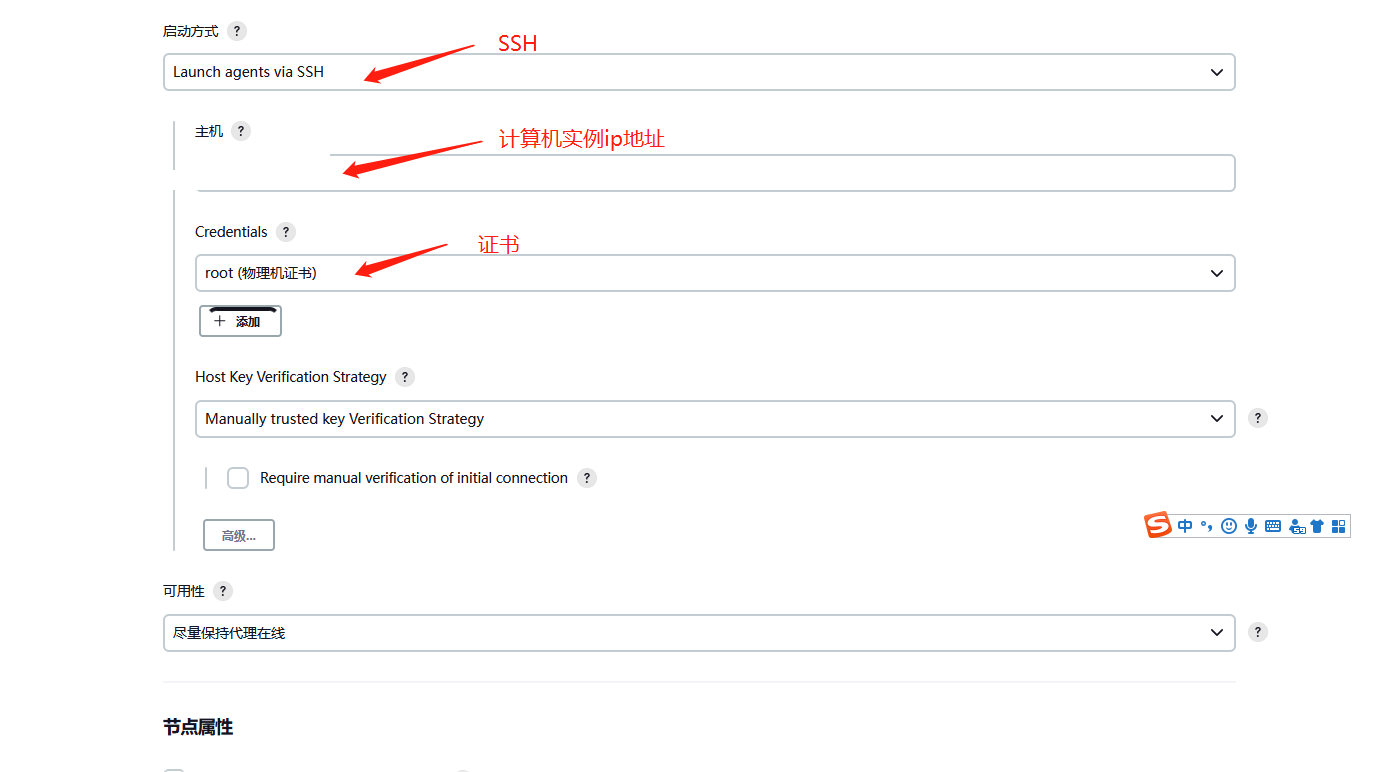 启动方式 ?
SSH
Launch agents via SSH
主机 ?
计算机实例ip地址
Credentials ?
证书
root (物理机证书)
+ 添加
Host Key Verification Strategy ?
Manually trusted key Verification Strategy ?
Require manual verification of initial connection ?
S 中 °，
高级...
可用性 ?
尽量保持代理在线 ?
节点属性